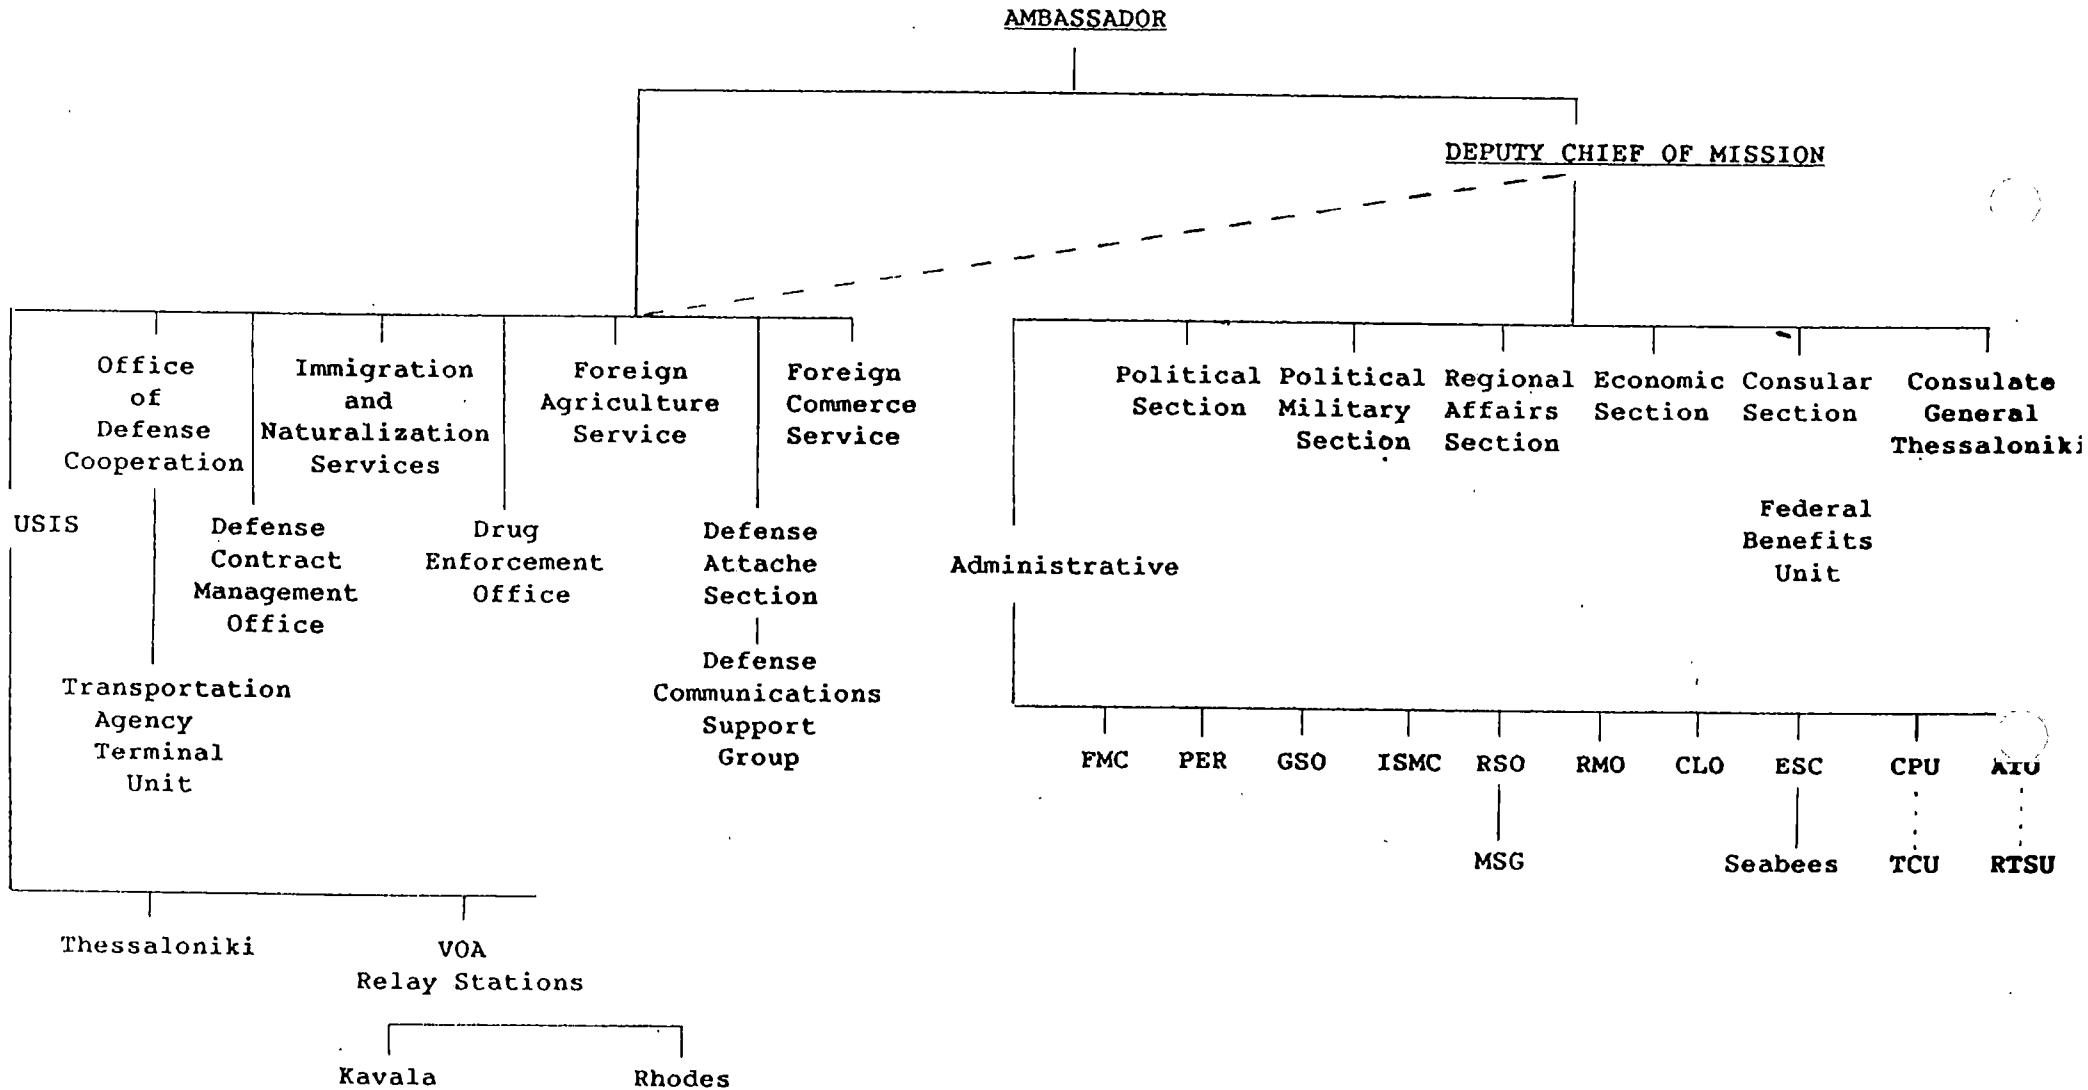 AMBASSADOR
DEPUTY CHIEF OF MISSION
Office
of
Defense
Cooperation
Immigration
and
Naturalization
Services
Foreign
Agriculture
Service
Foreign
Commerce
Service
Political
Section
Political
Military
Section
Regional
Affairs
Section
Economic
Section
Consular
Section
Consulate
General
Thessaloniki
USIS
Defense
Contract
Management
Office
Drug
Enforcement
Office
Defense
Attache
Section
Administrative
Federal
Benefits
Unit
Transportation
Agency
Terminal
Unit
Defense
Communications
Support
Group
FMC
PER
GSO
ISMC
RSO
RMO
CLO
ESC
CPU
MSG
Seabees
TCU
RTSU
Thessaloniki
VOA
Relay Stations
Kavala
Rhodes